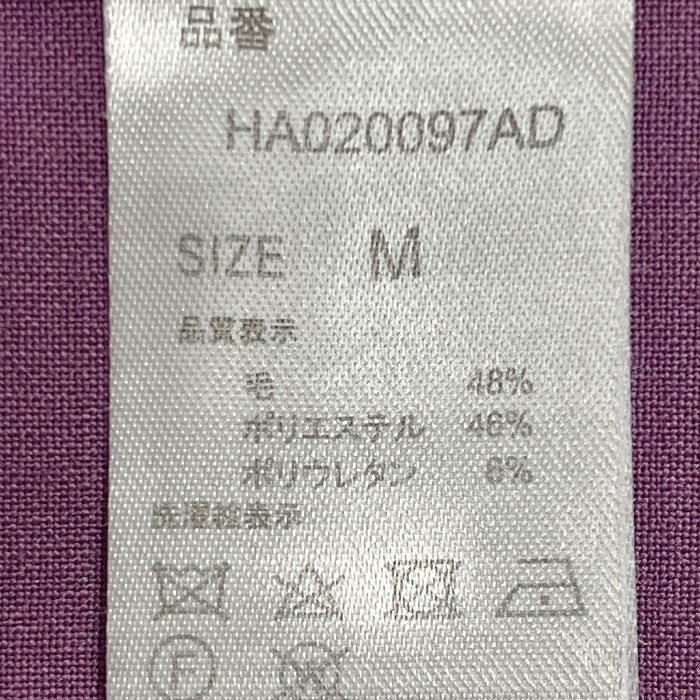 品番
HA020097AD
SIZE M
品質表示
毛 48%
ポリエステル 46%
ポリウレタン 6%
洗濯絵表示
F